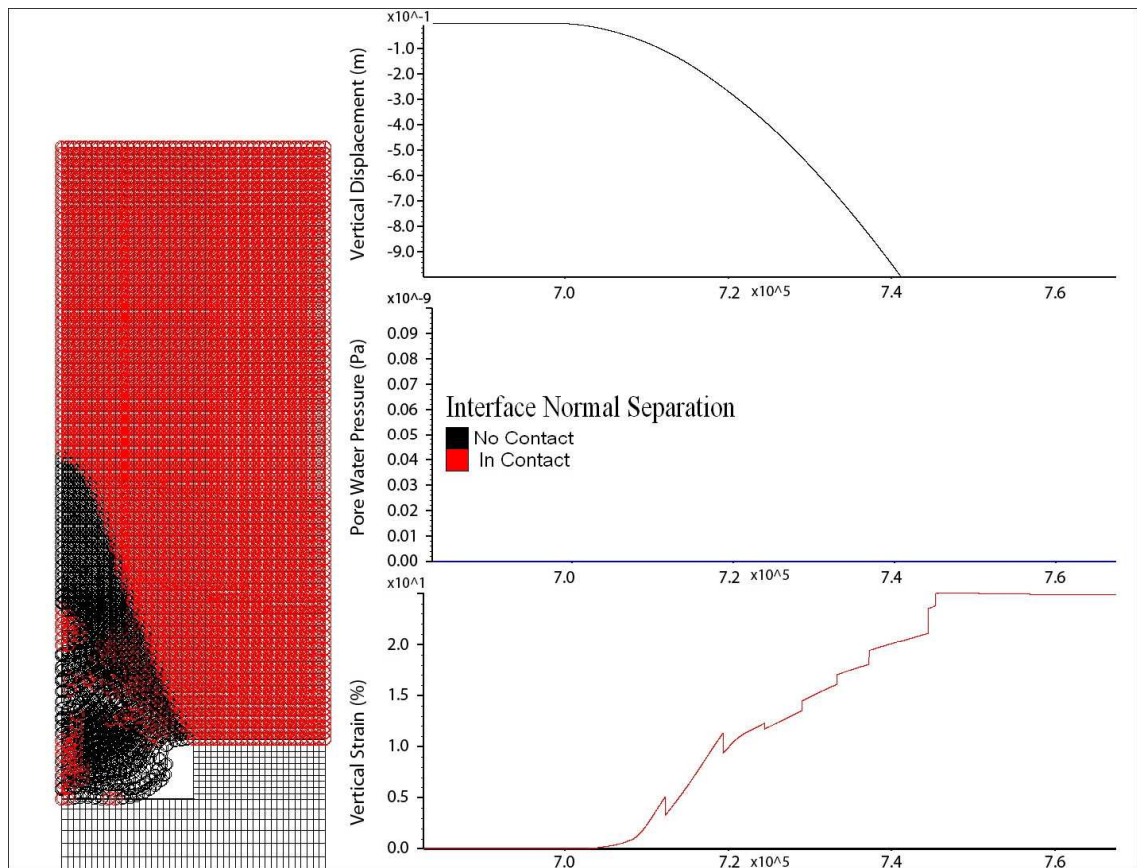 x10^-1
Vertical Displacement (m)
-1.0
-2.0
-3.0
-4.0
-5.0
-6.0
-7.0
-8.0
-9.0
7.0 7.2 x10^5 7.4 7.6
x10^-9
Pore Water Pressure (Pa)
0.09
0.08
0.07
0.06
0.05
0.04
0.03
0.02
0.01
0.00
Interface Normal Separation
No Contact
In Contact
7.0 7.2 x10^5 7.4 7.6
x10^1
Vertical Strain (%)
2.0
1.5
1.0
0.5
0.0
7.0 7.2 x10^5 7.4 7.6